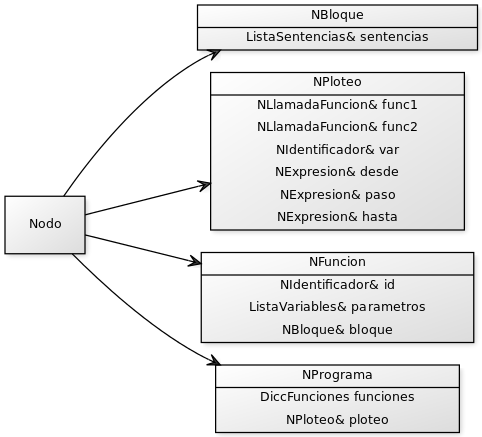 NBloque
ListaSentencias& sentencias
NPloteo
NLlamadaFuncion& func1
NLlamadaFuncion& func2
NIdentificador& var
NExpresion& desde
NExpresion& paso
NExpresion& hasta
Nodo
NFuncion
NIdentificador& id
ListaVariables& parametros
NBloque& bloque
NPrograma
DiccFunciones funciones
NPloteo& ploteo